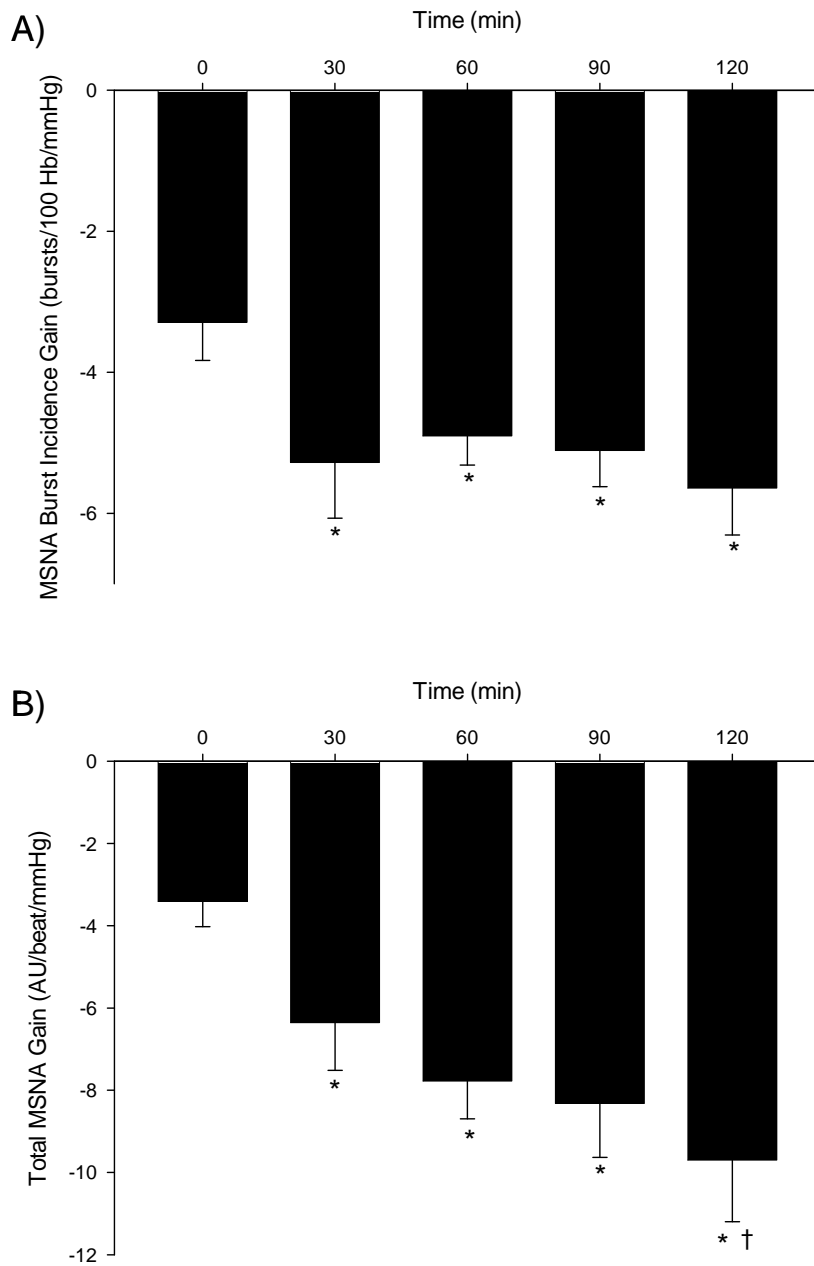 A)
Time (min)
0 30 60 90 120
0
-2
-4
-6
MSNA Burst Incidence Gain (bursts/100 Hb/mmHg)
*
*
*
*
B)
Time (min)
0 30 60 90 120
0
-2
-4
-6
-8
-10
-12
Total MSNA Gain (AU/beat/mmHg)
*
*
*
* †